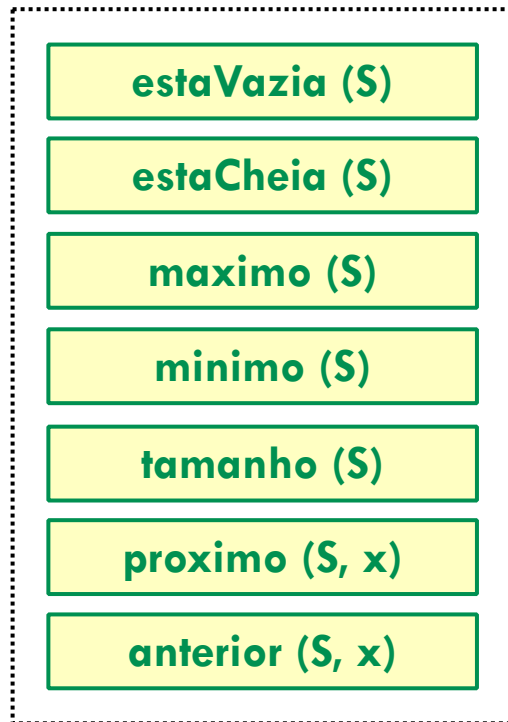 estaVazia (S)
estaCheia (S)
maximo (S)
minimo (S)
tamanho (S)
proximo (S, x)
anterior (S, x)